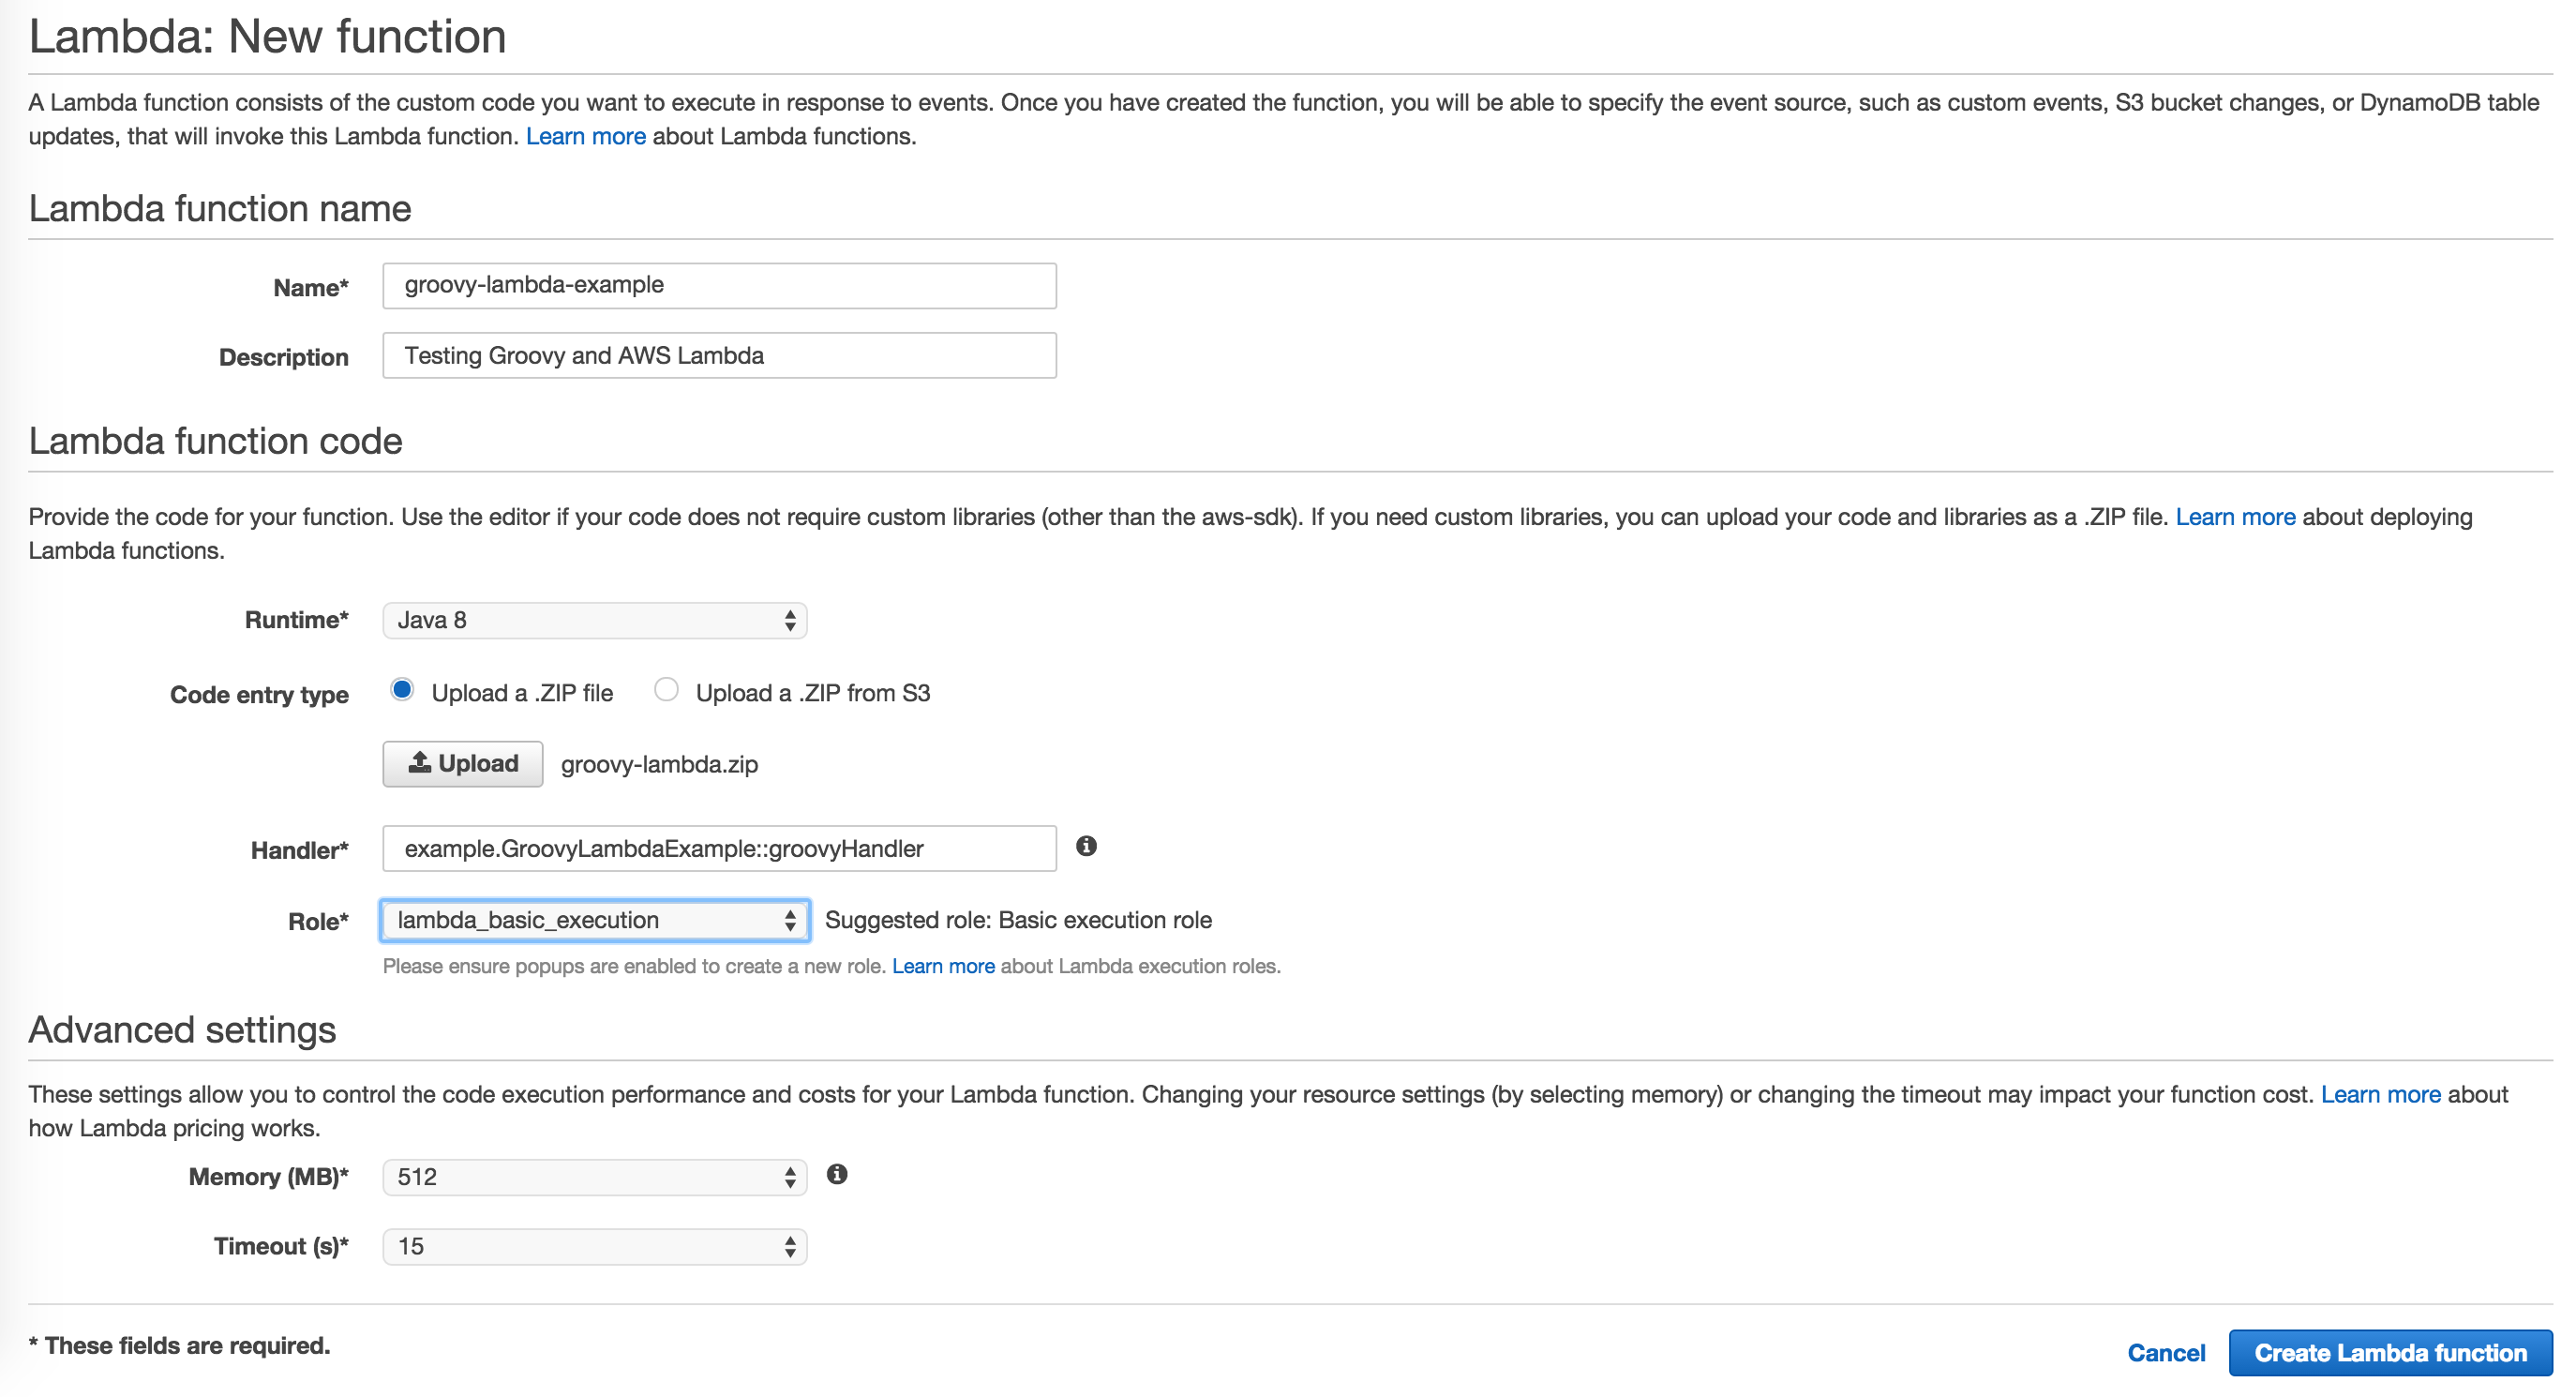 Lambda: New function
A Lambda function consists of the custom code you want to execute in response to events. Once you have created the function, you will be able to specify the event source, such as custom events, S3 bucket changes, or DynamoDB table
updates, that will invoke this Lambda function. Learn more about Lambda functions.
Lambda function name
Name* groovy-lambda-example
Description Testing Groovy and AWS Lambda
Lambda function code
Provide the code for your function. Use the editor if your code does not require custom libraries (other than the aws-sdk). If you need custom libraries, you can upload your code and libraries as a .ZIP file. Learn more about deploying
Lambda functions.
Runtime* Java 8
Code entry type Upload a .ZIP file Upload a .ZIP from S3
Upload groovy-lambda.zip
Handler* example.GroovyLambdaExample::groovyHandler
Role* lambda_basic_execution Suggested role: Basic execution role
Please ensure popups are enabled to create a new role. Learn more about Lambda execution roles.
Advanced settings
These settings allow you to control the code execution performance and costs for your Lambda function. Changing your resource settings (by selecting memory) or changing the timeout may impact your function cost. Learn more about
how Lambda pricing works.
Memory (MB)* 512
Timeout (s)* 15
* These fields are required.
Cancel Create Lambda function